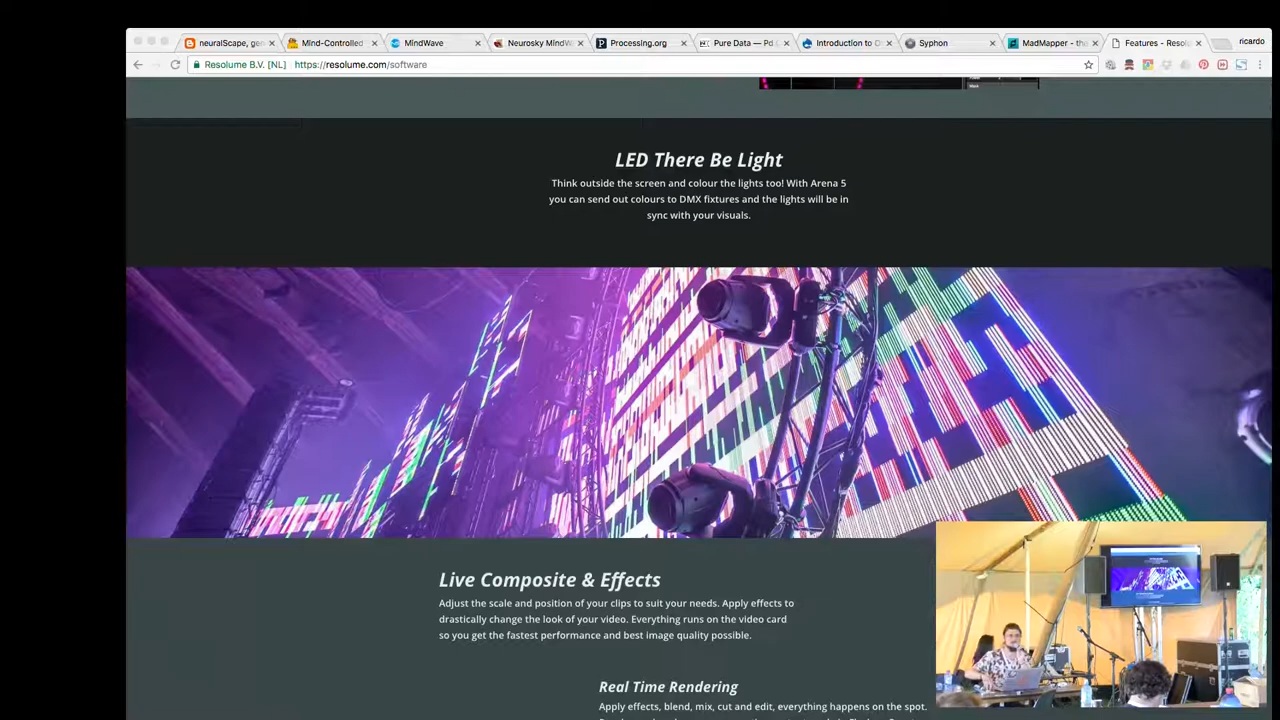 neuralScape, gen
Mind-Controlled
MindWave
Neurosky MindW
Processing.org
Pure Data — Pd C
Introduction to O
Syphon
MadMapper - the
Features - Resolu
ricardo
Resolume B.V. [NL] https://resolume.com/software
LED There Be Light
Think outside the screen and colour the lights too! With Arena 5
you can send out colours to DMX fixtures and the lights will be in
sync with your visuals.
Live Composite & Effects
Adjust the scale and position of your clips to suit your needs. Apply effects to
drastically change the look of your video. Everything runs on the video card
so you get the fastest performance and best image quality possible.
Real Time Rendering
Apply effects, blend, mix, cut and edit, everything happens on the spot.